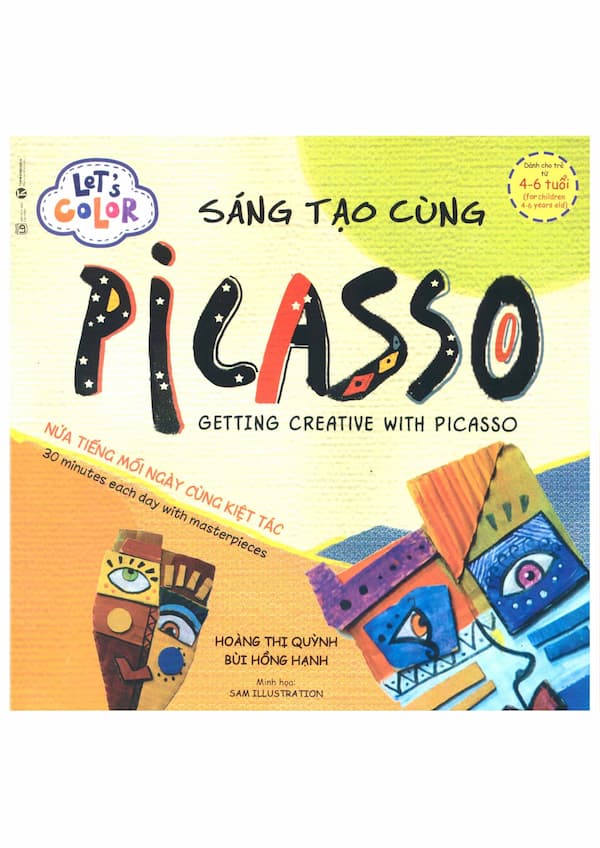 LET'S
COLOR
Dành cho trẻ
từ
4-6 tuổi
(for children
4-6 years old)
SÁNG TẠO CÙNG
PICASSO
GETTING CREATIVE WITH PICASSO
NỬA TIẾNG MỖI NGÀY CÙNG KIỆT TÁC
30 minutes each day with masterpieces
HOÀNG THỊ QUỲNH
BÙI HỒNG HẠNH
Minh họa:
SAM ILLUSTRATION